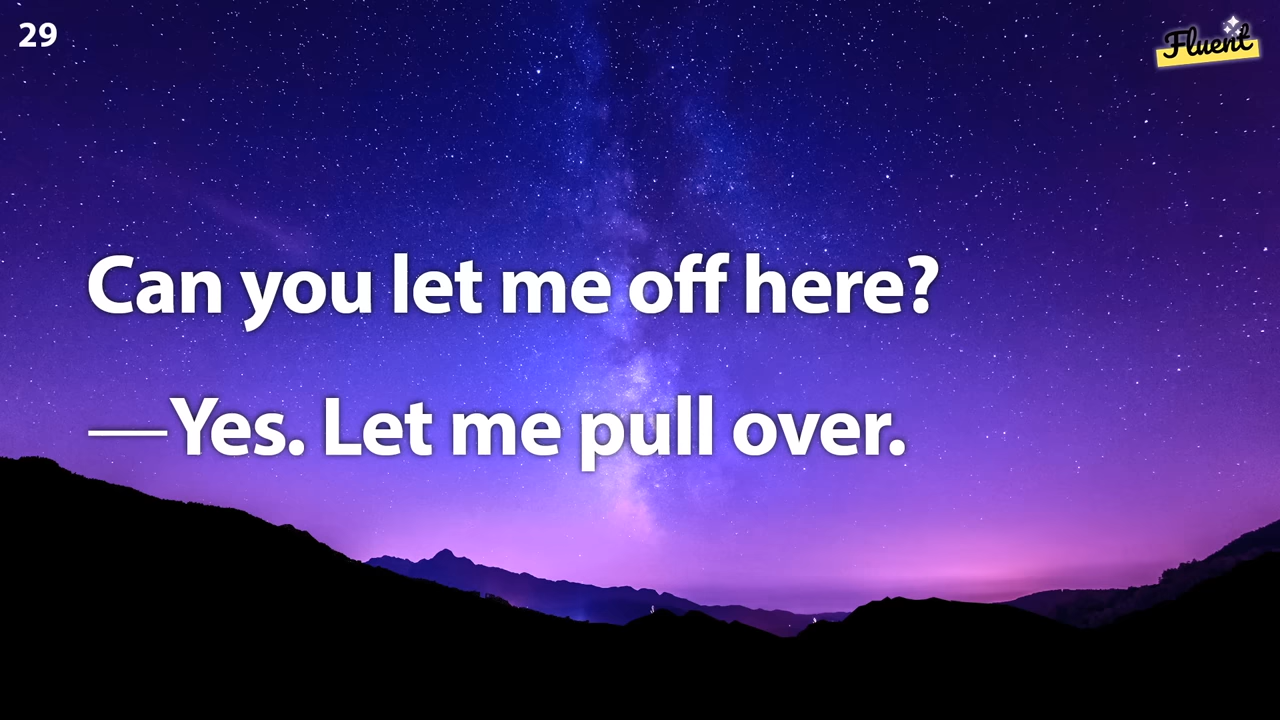 29
Fluent
Can you let me off here?
—Yes. Let me pull over.